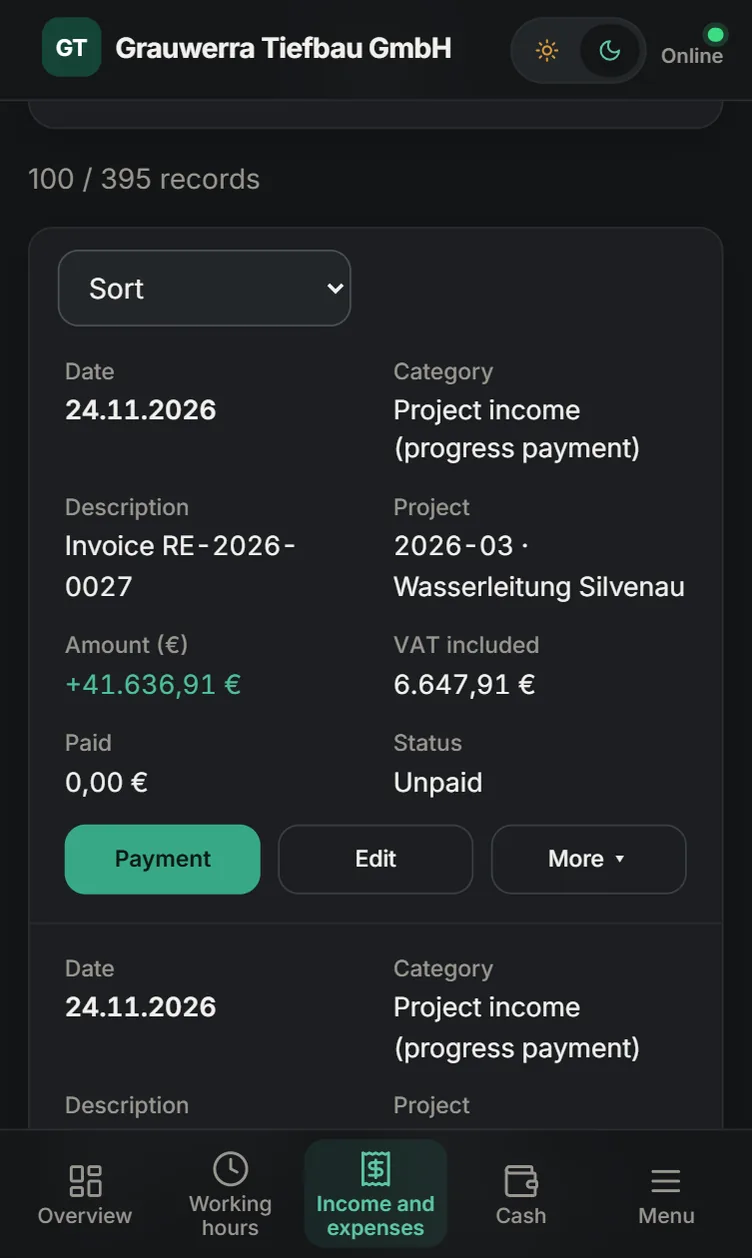 GT
Grauwerra Tiefbau GmbH
Online
100 / 395 records
Sort
Date
24.11.2026
Category
Project income
(progress payment)
Description
Invoice RE-2026-
0027
Project
2026-03 ·
Wasserleitung Silvenau
Amount (€)
+41.636,91 €
VAT included
6.647,91 €
Paid
0,00 €
Status
Unpaid
Payment
Edit
More ▾
Date
24.11.2026
Category
Project income
(progress payment)
Description
Project
Overview
Working
hours
Income and
expenses
Cash
Menu